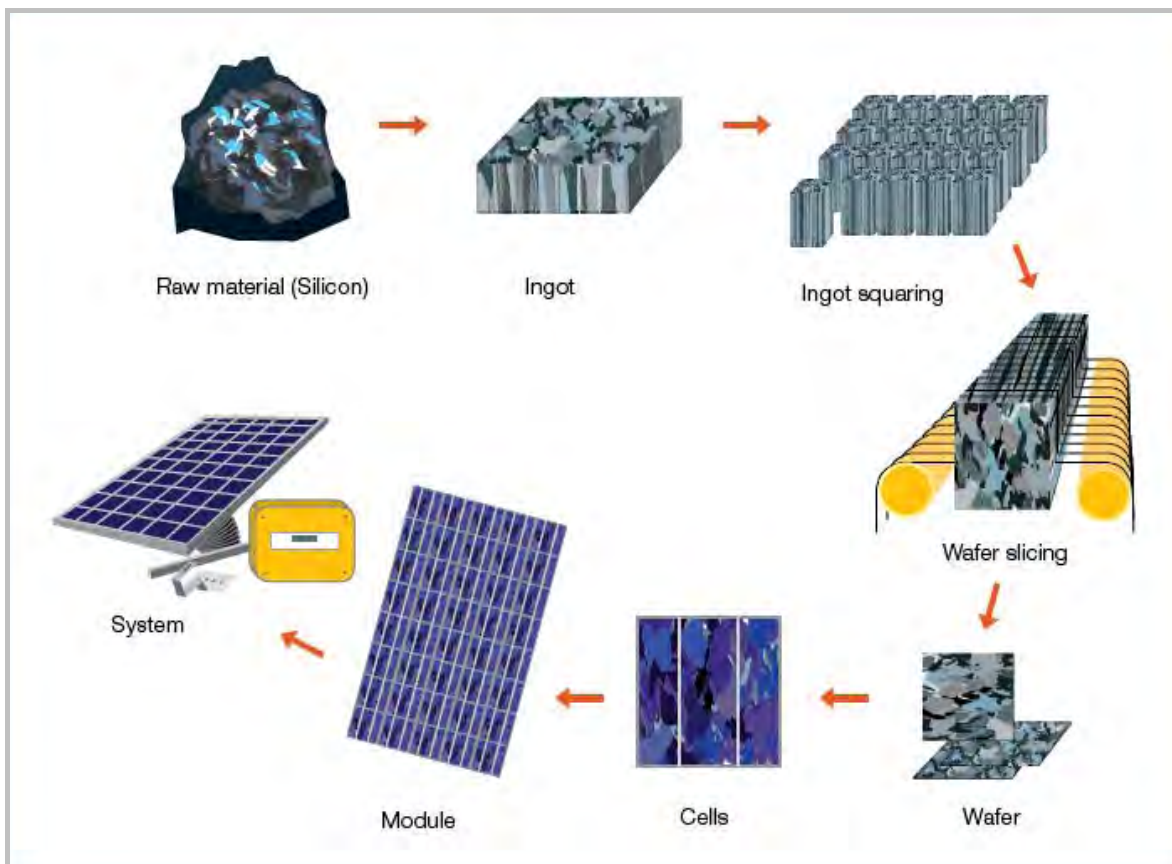 Raw material (Silicon)
Ingot
Ingot squaring
Wafer slicing
Wafer
Cells
Module
System